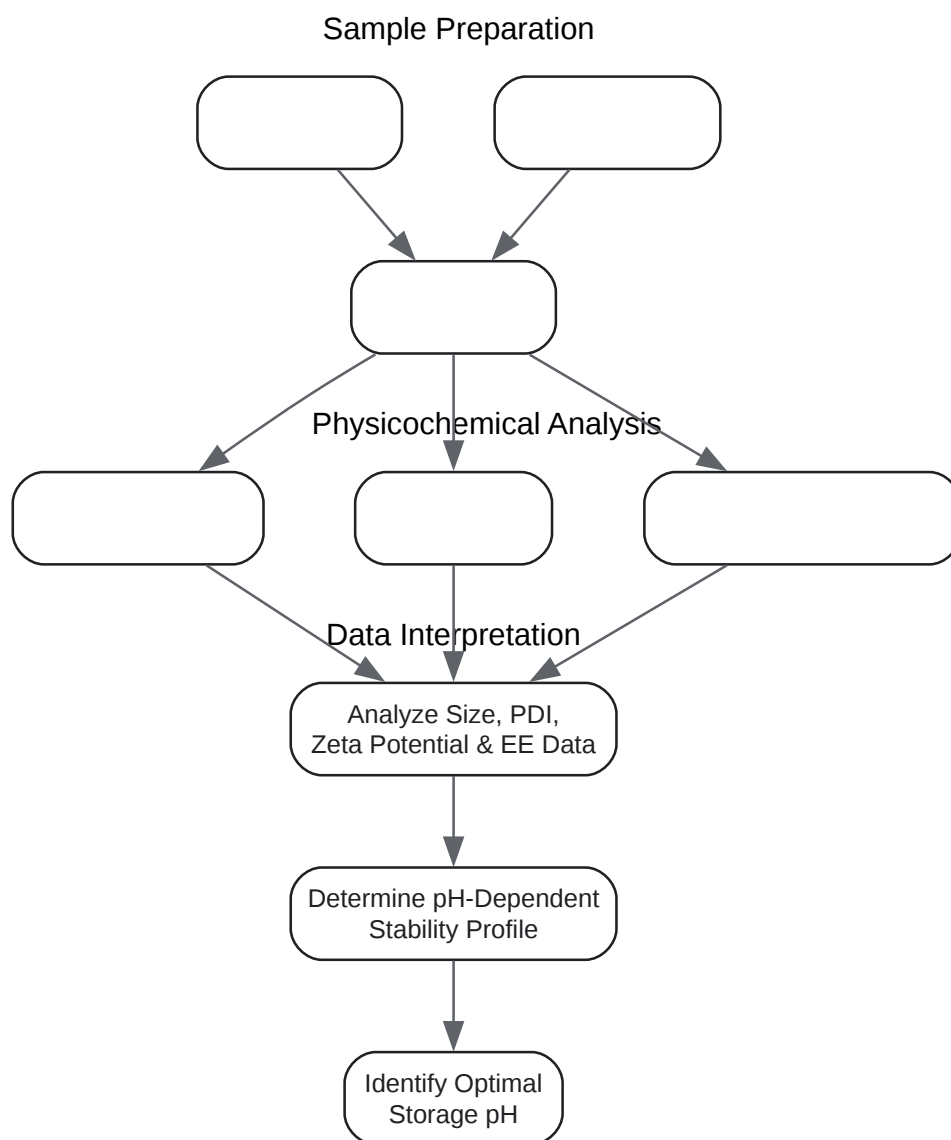 Sample Preparation
Physicochemical Analysis
Data Interpretation
Analyze Size, PDI,
Zeta Potential & EE Data
Determine pH-Dependent
Stability Profile
Identify Optimal
Storage pH